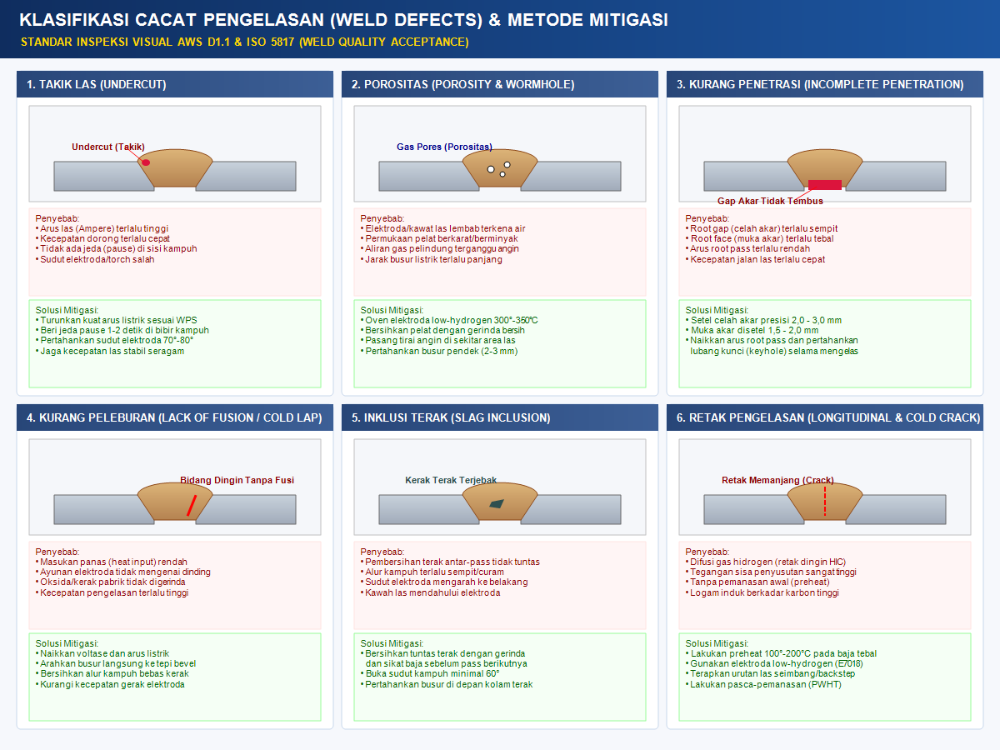 KLASIFIKASI CACAT PENGELASAN (WELD DEFECTS) & METODE MITIGASI
STANDAR INSPEKSI VISUAL AWS D1.1 & ISO 5817 (WELD QUALITY ACCEPTANCE)
1. TAKIK LAS (UNDERCUT)
Undercut (Takik)
Penyebab:
• Arus las (Ampere) terlalu tinggi
• Kecepatan dorong terlalu cepat
• Tidak ada jeda (pause) di sisi kampuh
• Sudut elektroda/torch salah
Solusi Mitigasi:
• Turunkan kuat arus listrik sesuai WPS
• Beri jeda pause 1-2 detik di bibir kampuh
• Pertahankan sudut elektroda 70°-80°
• Jaga kecepatan las stabil seragam
2. POROSITAS (POROSITY & WORMHOLE)
Gas Pores (Porositas)
Penyebab:
• Elektroda/kawat las lembab terkena air
• Permukaan pelat berkarat/berminyak
• Aliran gas pelindung terganggu angin
• Jarak busur listrik terlalu panjang
Solusi Mitigasi:
• Oven elektroda low-hydrogen 300°-350°C
• Bersihkan pelat dengan gerinda bersih
• Pasang tirai angin di sekitar area las
• Pertahankan busur pendek (2-3 mm)
3. KURANG PENETRASI (INCOMPLETE PENETRATION)
Gap Akar Tidak Tembus
Penyebab:
• Root gap (celah akar) terlalu sempit
• Root face (muka akar) terlalu tebal
• Arus root pass terlalu rendah
• Kecepatan jalan las terlalu cepat
Solusi Mitigasi:
• Setel celah akar presisi 2,0 - 3,0 mm
• Muka akar disetel 1,5 - 2,0 mm
• Naikkan arus root pass dan pertahankan
lubang kunci (keyhole) selama mengelas
4. KURANG PELEBURAN (LACK OF FUSION / COLD LAP)
Bidang Dingin Tanpa Fusi
Penyebab:
• Masukan panas (heat input) rendah
• Ayunan elektroda tidak mengenai dinding
• Oksida/kerak pabrik tidak digerinda
• Kecepatan pengelasan terlalu tinggi
Solusi Mitigasi:
• Naikkan voltase dan arus listrik
• Arahkan busur langsung ke tepi bevel
• Bersihkan alur kampuh bebas kerak
• Kurangi kecepatan gerak elektroda
5. INKLUSI TERAK (SLAG INCLUSION)
Kerak Terak Terjebak
Penyebab:
• Pembersihan terak antar-pass tidak tuntas
• Alur kampuh terlalu sempit/curam
• Sudut elektroda mengarah ke belakang
• Kawah las mendahului elektroda
Solusi Mitigasi:
• Bersihkan tuntas terak dengan gerinda
dan sikat baja sebelum pass berikutnya
• Buka sudut kampuh minimal 60°
• Pertahankan busur di depan kolam terak
6. RETAK PENGELASAN (LONGITUDINAL & COLD CRACK)
Retak Memanjang (Crack)
Penyebab:
• Difusi gas hidrogen (retak dingin HIC)
• Tegangan sisa penyusutan sangat tinggi
• Tanpa pemanasan awal (preheat)
• Logam induk berkadar karbon tinggi
Solusi Mitigasi:
• Lakukan preheat 100°-200°C pada baja tebal
• Gunakan elektroda low-hydrogen (E7018)
• Terapkan urutan las seimbang/backstep
• Lakukan pasca-pemanasan (PWHT)